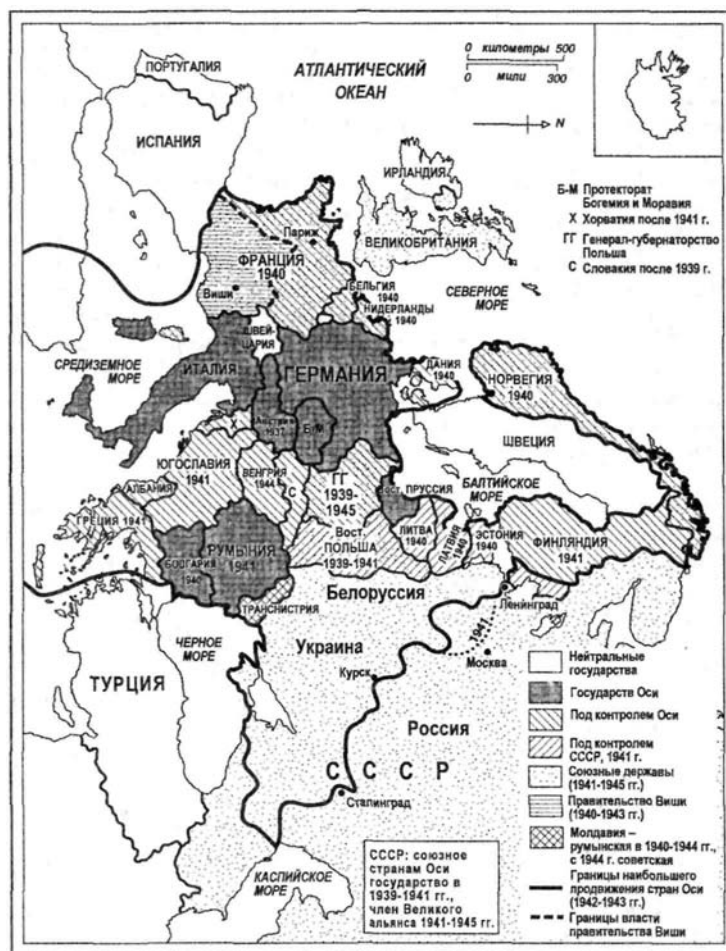 0 километры 500
0 мили 300
N
АТЛАНТИЧЕСКИЙ
ОКЕАН
ПОРТУГАЛИЯ
ИСПАНИЯ
ИРЛАНДИЯ
ВЕЛИКОБРИТАНИЯ
Б-М Протекторат
Богемия и Моравия
X Хорватия после 1941 г.
ГГ Генерал-губернаторство
Польша
С Словакия после 1939 г.
Париж
ФРАНЦИЯ
1940
Виши
БЕЛЬГИЯ
1940
НИДЕРЛАНДЫ
1940
СЕВЕРНОЕ
МОРЕ
ШВЕЙ-
ЦАРИЯ
СРЕДИЗЕМНОЕ
МОРЕ
ИТАЛИЯ
ГЕРМАНИЯ
ДАНИЯ
1940
НОРВЕГИЯ
1940
Австрия
1937
Б-М
X
ШВЕЦИЯ
ЮГОСЛАВИЯ
1941
ВЕНГРИЯ
1944
С
ГГ
1939-
1945
Вост. ПРУССИЯ
БАЛТИЙСКОЕ
МОРЕ
АЛБАНИЯ
ГРЕЦИЯ 1941
БОЛГАРИЯ
1940
РУМЫНИЯ
1941
Вост.
ПОЛЬША
1939-1941
ЛИТВА
1940
ЛАТВИЯ
1940
ЭСТОНИЯ
1940
ФИНЛЯНДИЯ
1941
ТРАНСНИСТРИЯ
Белоруссия
Ленинград
ЧЕРНОЕ
МОРЕ
Украина
1941
Москва
ТУРЦИЯ
Курск
Россия
С С С Р
Сталинград
КАСПИЙСКОЕ
МОРЕ
СССР: союзное
странам Оси
государство в
1939-1941 гг.,
член Великого
альянса 1941-1945 гг.
Нейтральные
государства
Государств Оси
Под контролем Оси
Под контролем
СССР, 1941 г.
Союзные державы
(1941-1945 гг.)
Правительство Виши
(1940-1943 гг.)
Молдавия –
румынская в 1940-1944 гг.,
с 1944 г. советская
Границы наибольшего
продвижения стран Оси
(1942-1943 гг.)
Границы власти
правительства Виши